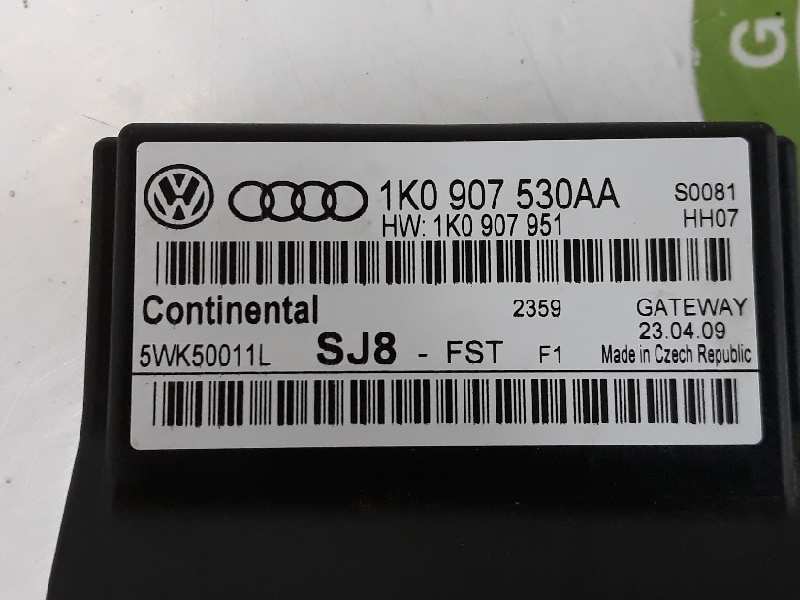 G
VW
1K0 907 530AA S0081
HW: 1K0 907 951 HH07
Continental 2359 GATEWAY
23.04.09
5WK50011L SJ8 - FST F1 Made in Czech Republic